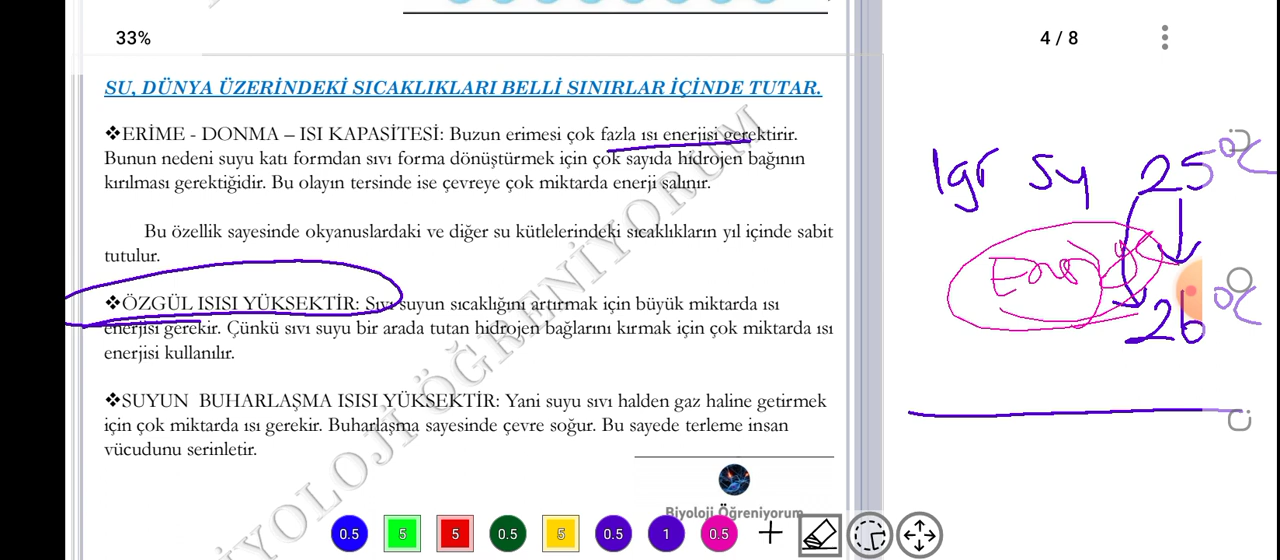 33%
4 / 8
SU, DÜNYA ÜZERİNDEKİ SICAKLIKLARI BELLİ SINIRLAR İÇİNDE TUTAR.
❖ERİME - DONMA – ISI KAPASİTESİ: Buzun erimesi çok fazla ısı enerjisi gerektirir.
Bunun nedeni suyu katı formdan sıvı forma dönüştürmek için çok sayıda hidrojen bağının
kırılması gerektiğidir. Bu olayın tersinde ise çevreye çok miktarda enerji salınır.
Bu özellik sayesinde okyanuslardaki ve diğer su kütlelerindeki sıcaklıkların yıl içinde sabit
tutulur.
❖ÖZGÜL ISISI YÜKSEKTİR: Sıvı suyun sıcaklığını artırmak için büyük miktarda ısı
enerjisi gerekir. Çünkü sıvı suyu bir arada tutan hidrojen bağlarını kırmak için çok miktarda ısı
enerjisi kullanılır.
❖SUYUN BUHARLAŞMA ISISI YÜKSEKTİR: Yani suyu sıvı halden gaz haline getirmek
için çok miktarda ısı gerekir. Buharlaşma sayesinde çevre soğur. Bu sayede terleme insan
vücudunu serinletir.
BİYOLOJİ ÖĞRENİYORUM
Biyoloji Öğreniyorum
1gr Sy 25 °C
26 °C
0.5 5 5 0.5 5 0.5 1 0.5